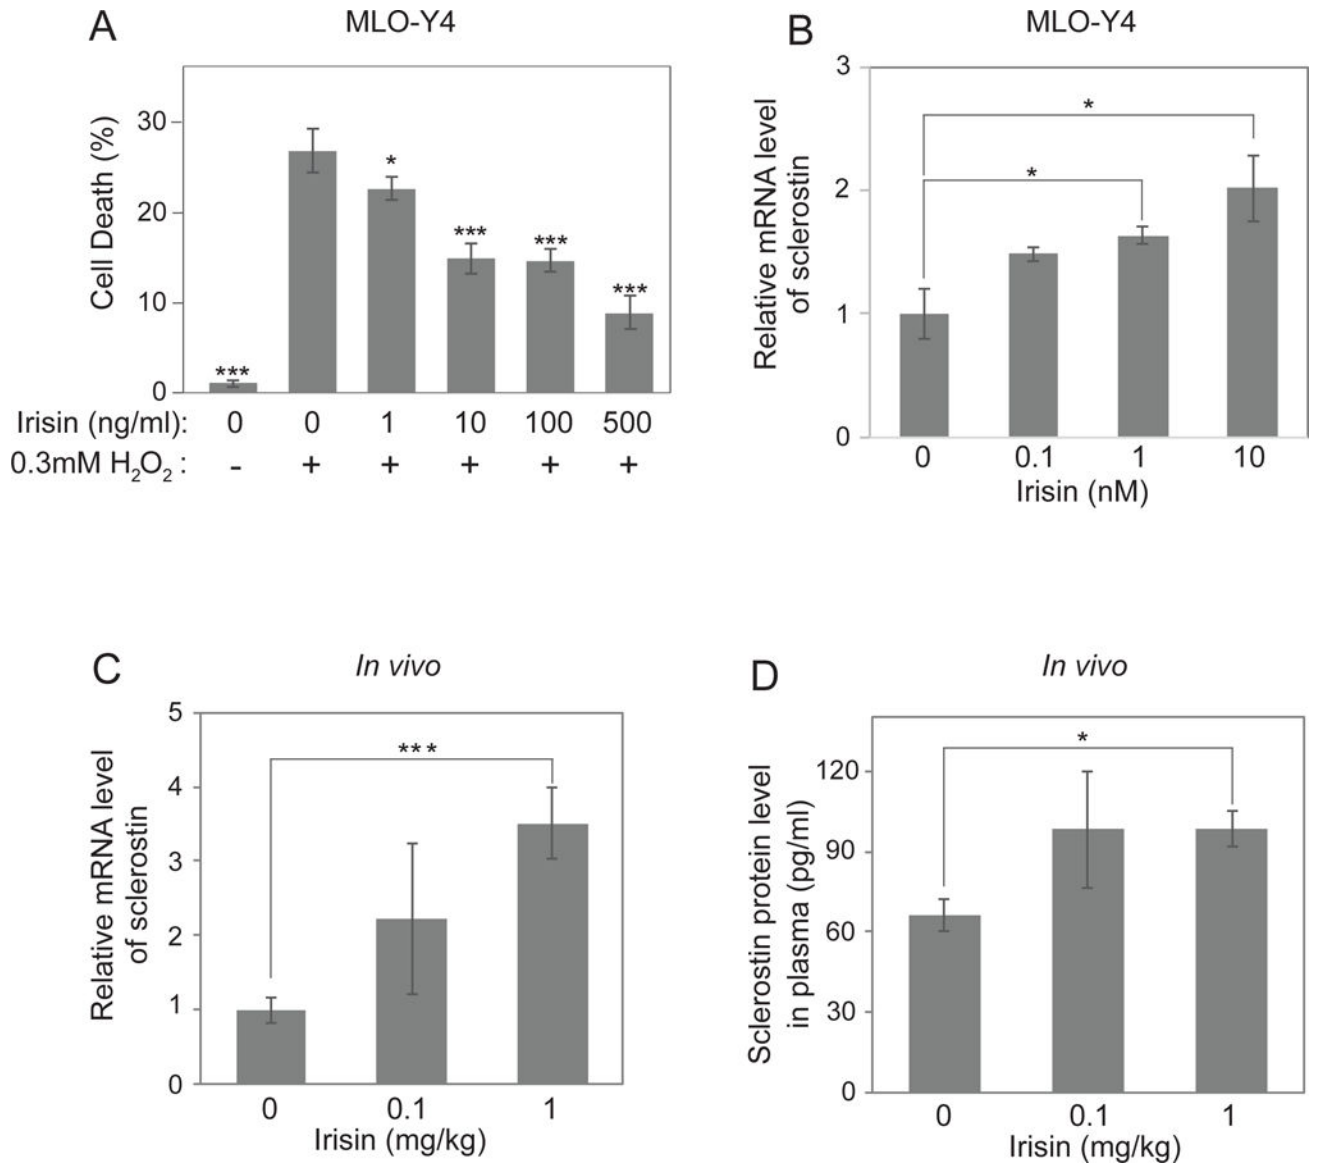 A
MLO-Y4
Cell Death (%)
30
20
10
0
***
*
***
***
***
Irisin (ng/ml): 0 0 1 10 100 500
0.3mM H₂O₂ : - + + + + +
B
MLO-Y4
Relative mRNA level
of sclerostin
3
2
1
0
*
*
0 0.1 1 10
Irisin (nM)
C
In vivo
Relative mRNA level
of sclerostin
5
4
3
2
1
0
***
0 0.1 1
Irisin (mg/kg)
D
In vivo
Sclerostin protein level
in plasma (pg/ml)
120
90
60
30
0
*
0 0.1 1
Irisin (mg/kg)